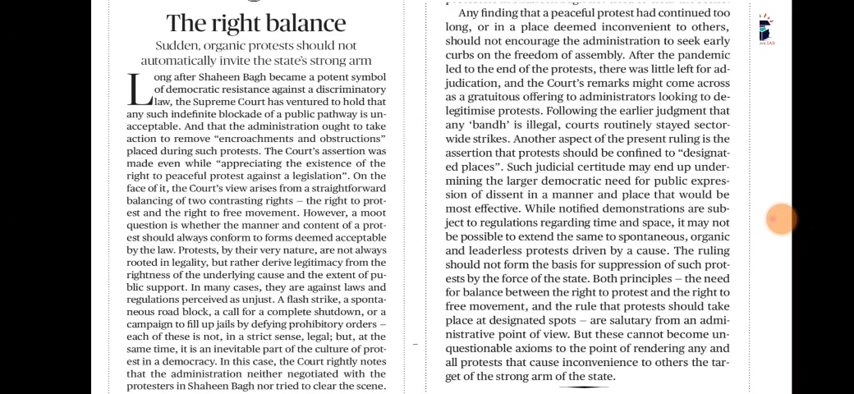 The right balance
Sudden, organic protests should not
automatically invite the state's strong arm
Long after Shaheen Bagh became a potent symbol
of democratic resistance against a discriminatory
law, the Supreme Court has ventured to hold that
any such indefinite blockade of a public pathway is un-
acceptable. And that the administration ought to take
action to remove “encroachments and obstructions”
placed during such protests. The Court's assertion was
made even while “appreciating the existence of the
right to peaceful protest against a legislation”. On the
face of it, the Court's view arises from a straightforward
balancing of two contrasting rights — the right to prot-
est and the right to free movement. However, a moot
question is whether the manner and content of a prot-
est should always conform to forms deemed acceptable
by the law. Protests, by their very nature, are not always
rooted in legality, but rather derive legitimacy from the
rightness of the underlying cause and the extent of pu-
blic support. In many cases, they are against laws and
regulations perceived as unjust. A flash strike, a sponta-
neous road block, a call for a complete shutdown, or a
campaign to fill up jails by defying prohibitory orders —
each of these is not, in a strict sense, legal; but, at the
same time, it is an inevitable part of the culture of prot-
est in a democracy. In this case, the Court rightly notes
that the administration neither negotiated with the
protesters in Shaheen Bagh nor tried to clear the scene.
Any finding that a peaceful protest had continued too
long, or in a place deemed inconvenient to others,
should not encourage the administration to seek early
curbs on the freedom of assembly. After the pandemic
led to the end of the protests, there was little left for ad-
judication, and the Court's remarks might come across
as a gratuitous offering to administrators looking to de-
legitimise protests. Following the earlier judgment that
any ‘bandh’ is illegal, courts routinely stayed sector-
wide strikes. Another aspect of the present ruling is the
assertion that protests should be confined to “designat-
ed places”. Such judicial certitude may end up under-
mining the larger democratic need for public expres-
sion of dissent in a manner and place that would be
most effective. While notified demonstrations are sub-
ject to regulations regarding time and space, it may not
be possible to extend the same to spontaneous, organic
and leaderless protests driven by a cause. The ruling
should not form the basis for suppression of such prot-
ests by the force of the state. Both principles — the need
for balance between the right to protest and the right to
free movement, and the rule that protests should take
place at designated spots — are salutary from an admi-
nistrative point of view. But these cannot become un-
questionable axioms to the point of rendering any and
all protests that cause inconvenience to others the tar-
get of the strong arm of the state.